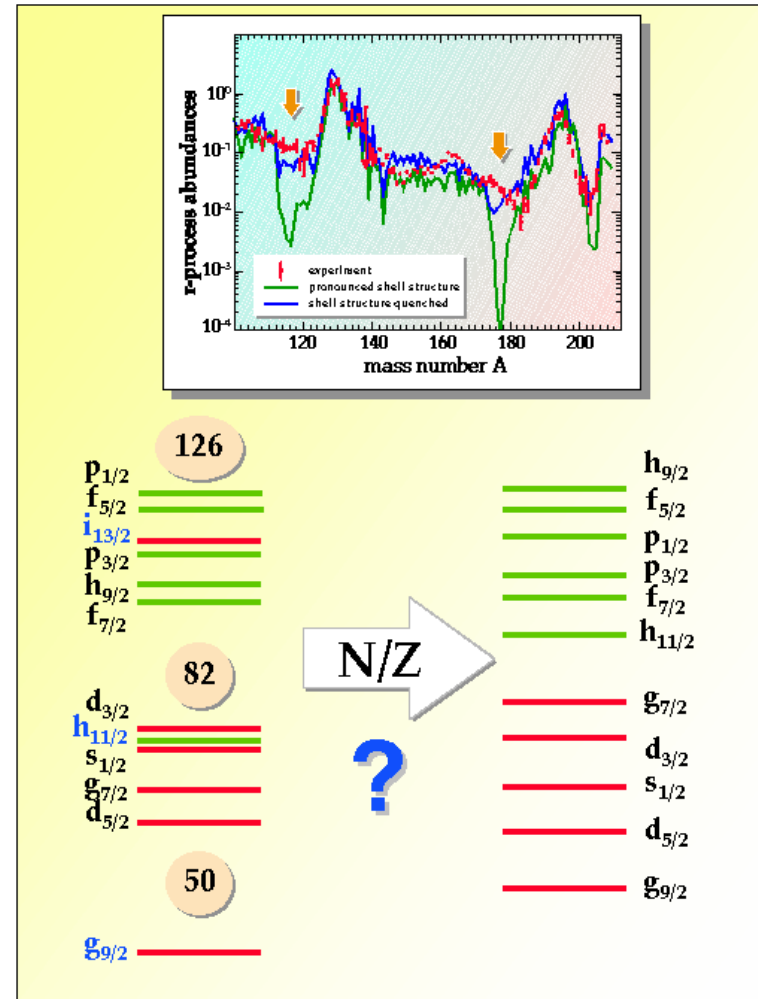 r-process abundances
10⁰
10⁻¹
10⁻²
10⁻³
10⁻⁴
experiment
pronounced shell structure
shell structure quenched
120 140 160 180 200
mass number A
126
p1/2
f5/2
i13/2
p3/2
h9/2
f7/2
82
d3/2
h11/2
s1/2
g7/2
d5/2
50
g9/2
N/Z
?
h9/2
f5/2
p1/2
p3/2
f7/2
h11/2
g7/2
d3/2
s1/2
d5/2
g9/2